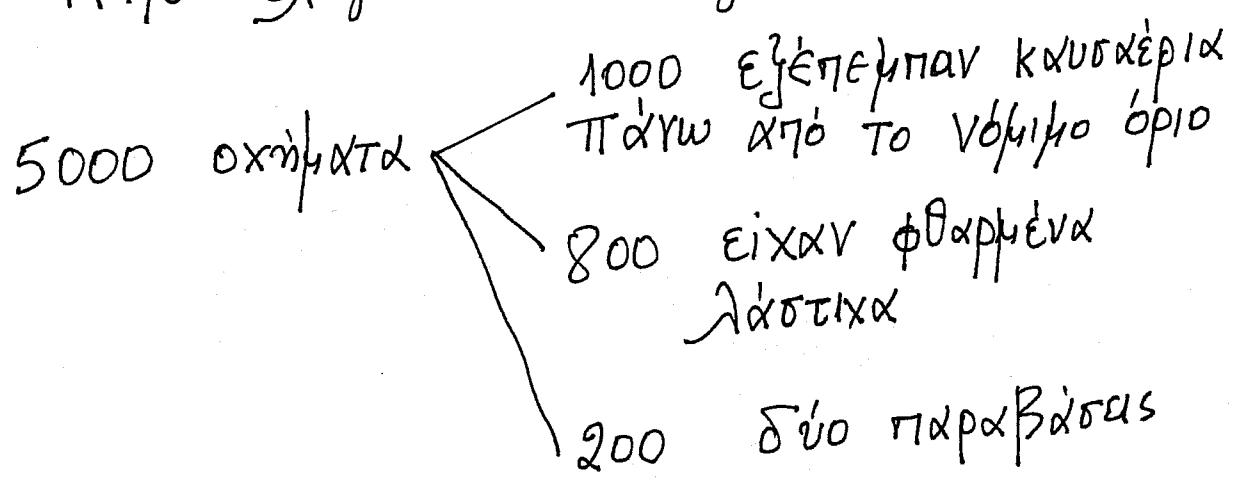 1000 εξέπεμπαν καυσαέρια
πάνω από το νόμιμο όριο
5000 οχήματα
800 είχαν φθαρμένα
λάστιχα
200 δύο παραβάσεις